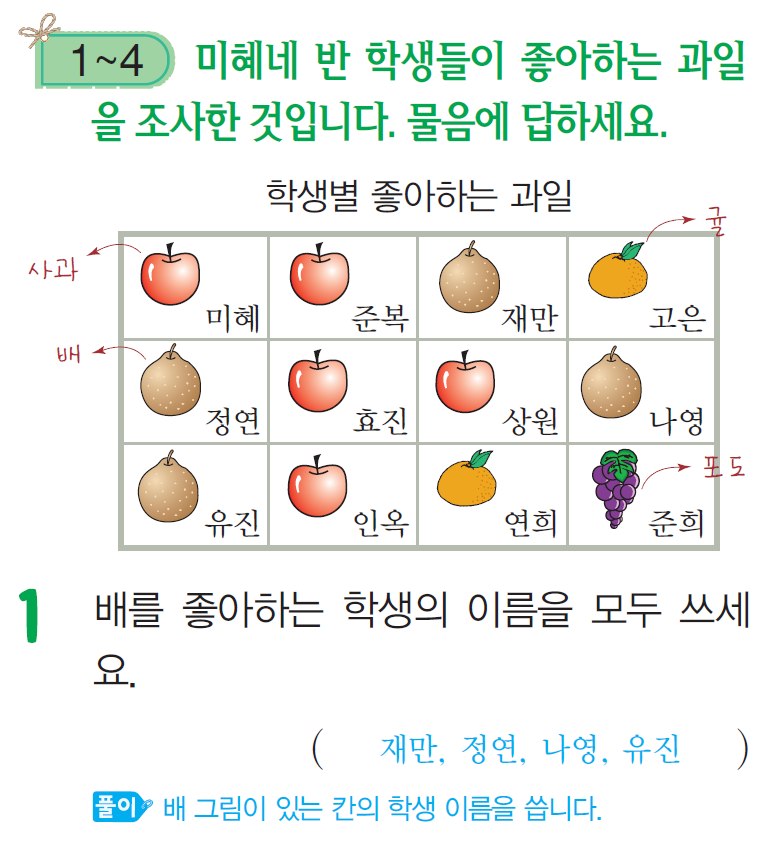 1~4 미혜네 반 학생들이 좋아하는 과일
을 조사한 것입니다. 물음에 답하세요.
학생별 좋아하는 과일
사과 귤
미혜 준복 재만 고은
배
정연 효진 상원 나영
포도
유진 인옥 연희 준희
1 배를 좋아하는 학생의 이름을 모두 쓰세
요.
( 재만, 정연, 나영, 유진 )
풀이 배 그림이 있는 칸의 학생 이름을 씁니다.